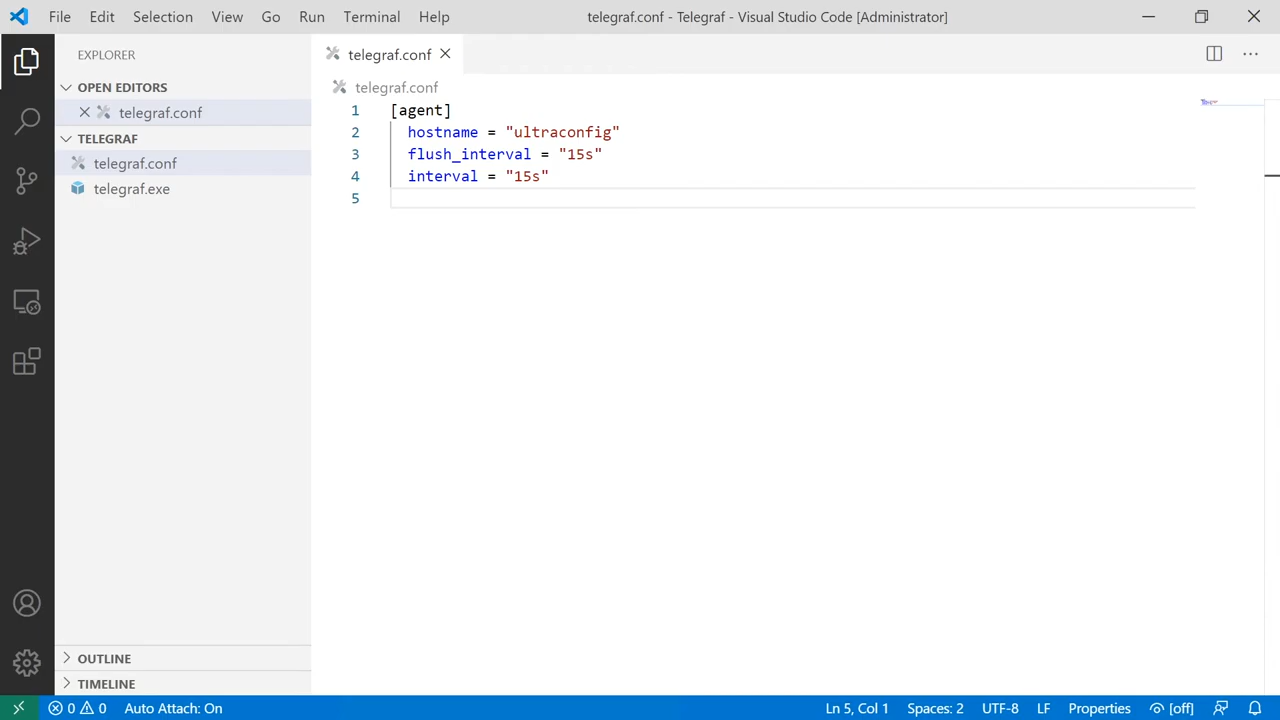 File Edit Selection View Go Run Terminal Help
telegraf.conf - Telegraf - Visual Studio Code [Administrator]
EXPLORER
OPEN EDITORS
telegraf.conf
TELEGRAF
telegraf.conf
telegraf.exe
OUTLINE
TIMELINE
telegraf.conf
telegraf.conf
1 [agent]
2 hostname = "ultraconfig"
3 flush_interval = "15s"
4 interval = "15s"
5
0 0 Auto Attach: On
Ln 5, Col 1 Spaces: 2 UTF-8 LF Properties [off]